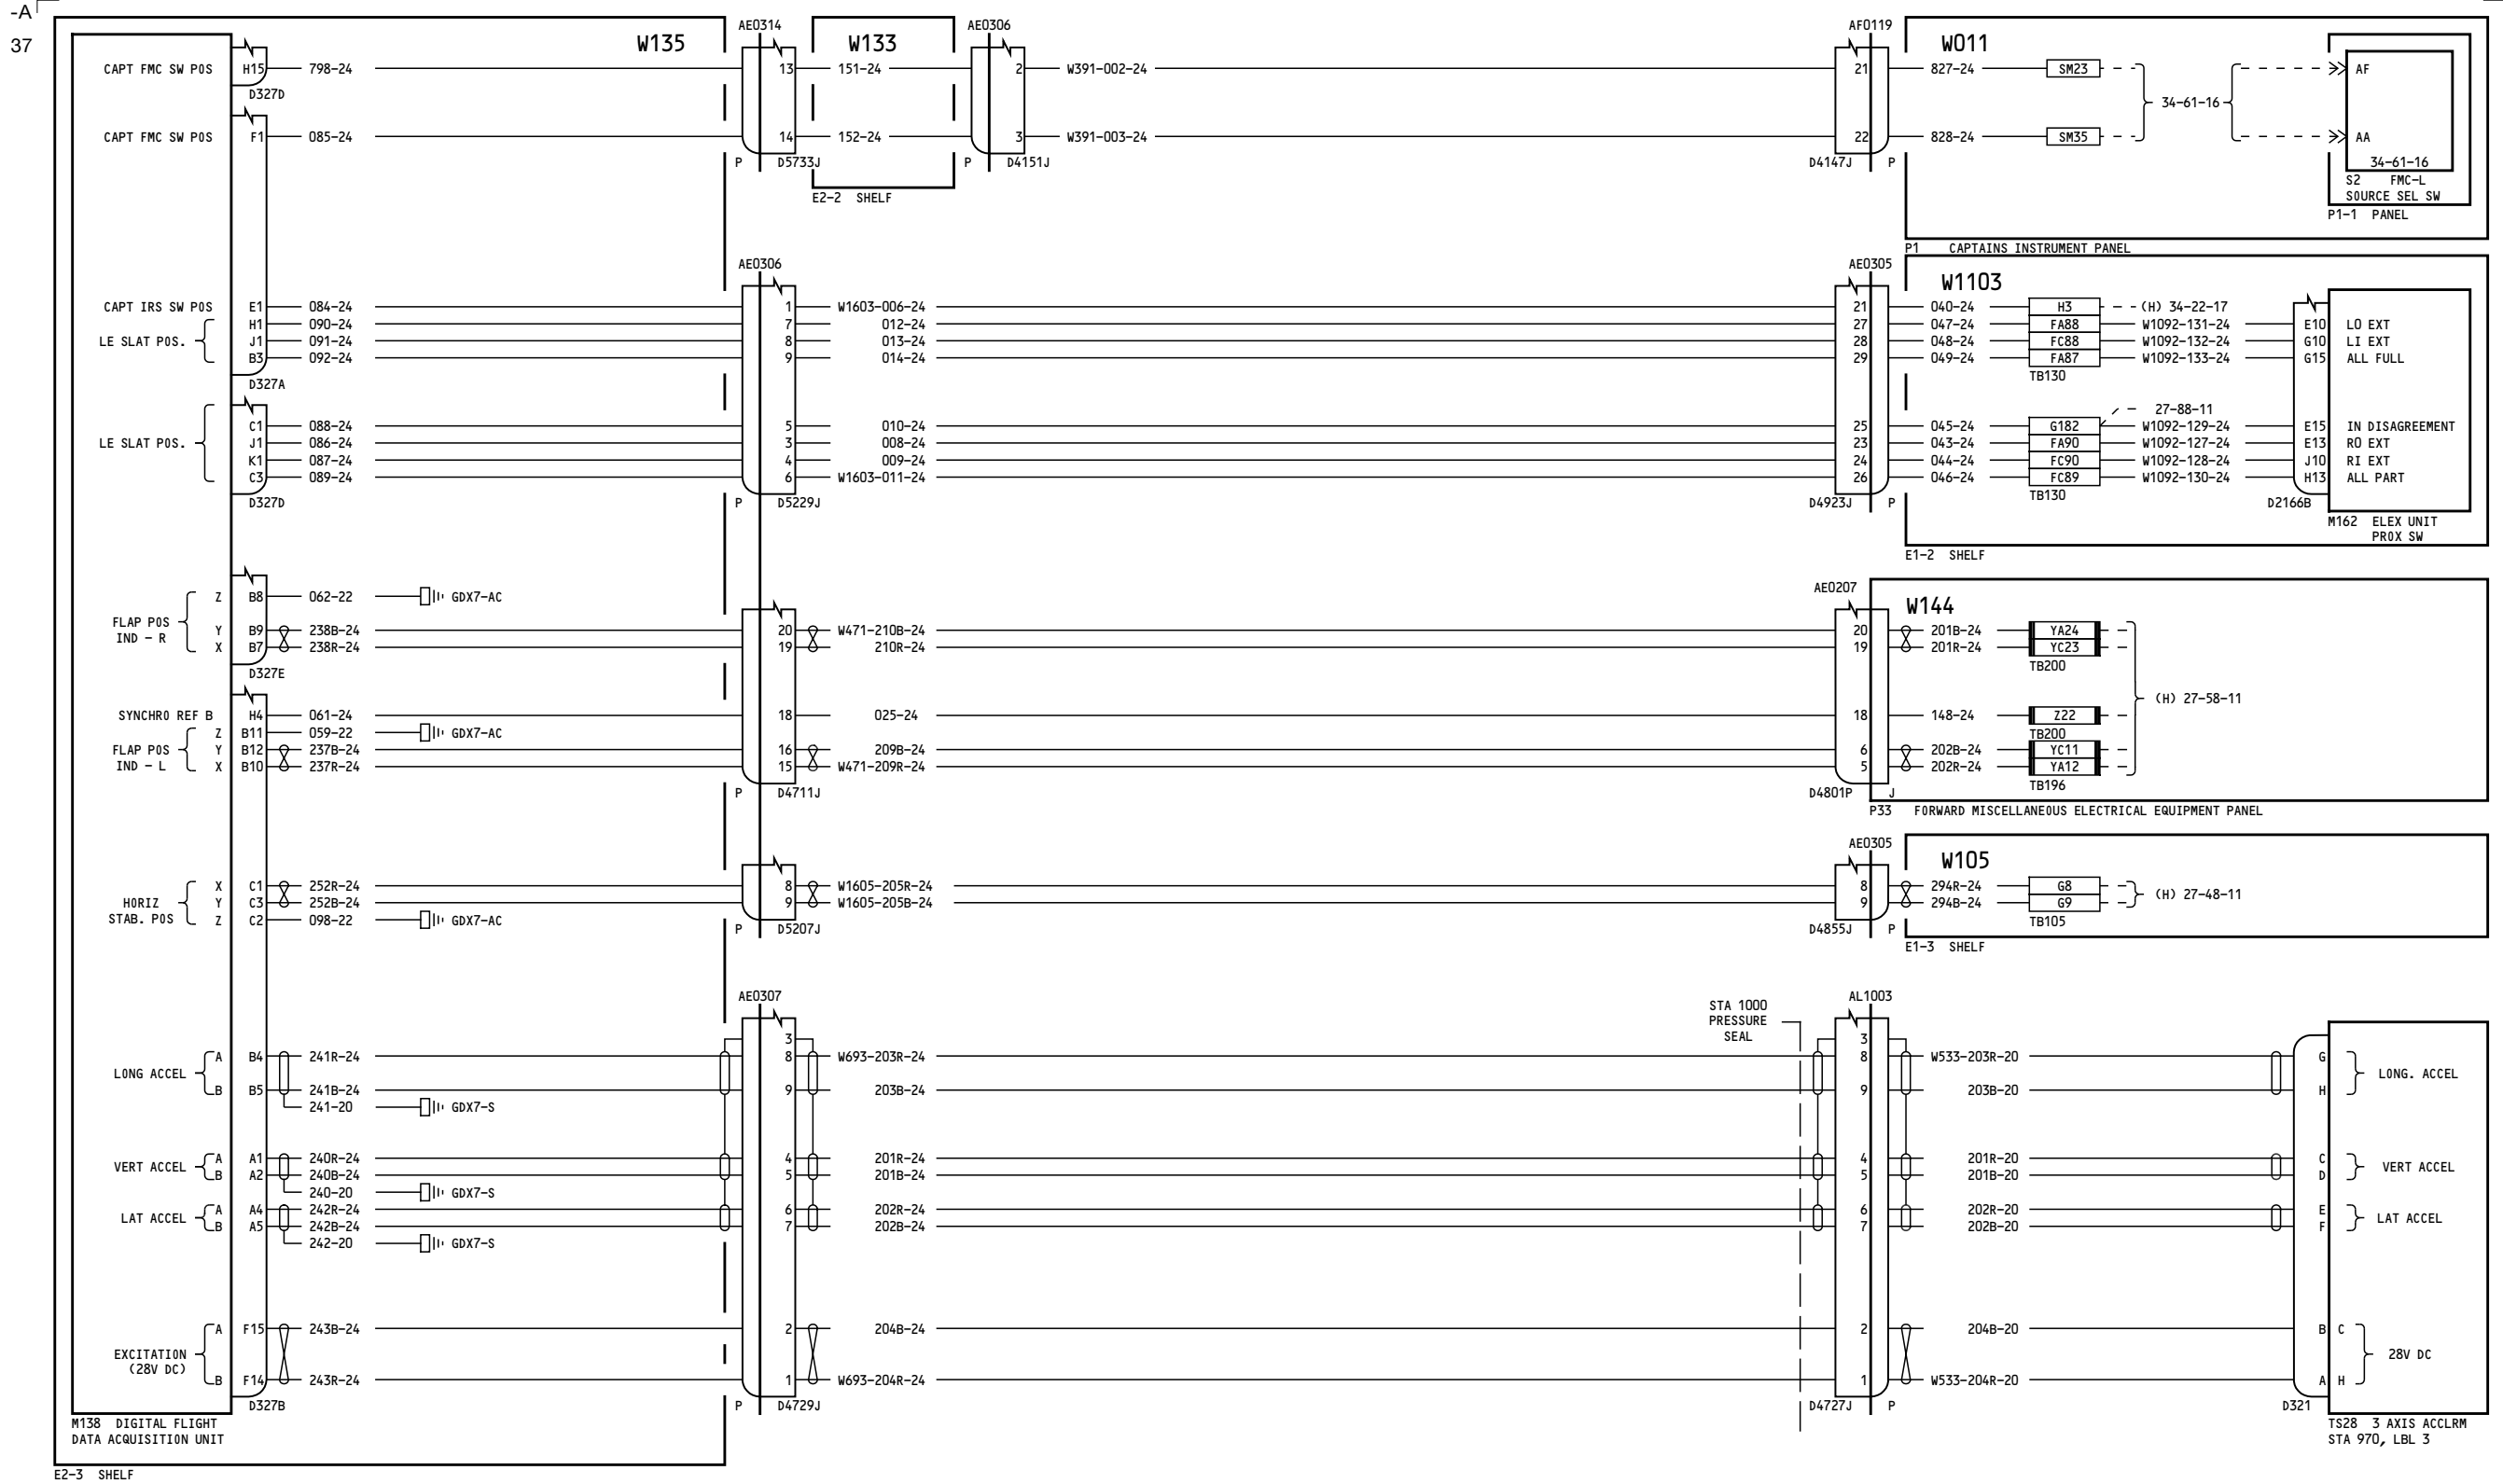 -A
37
W135
AE0314
W133
AE0306
AF0119
W011
CAPT FMC SW POS H15 798-24 13 151-24 2 W391-002-24 21 827-24 SM23 AF
D327D
34-61-16
CAPT FMC SW POS F1 085-24 14 152-24 3 W391-003-24 22 828-24 SM35 AA
P D5733J P D4151J D4147J P
34-61-16
S2 FMC-L
SOURCE SEL SW
E2-2 SHELF
P1-1 PANEL
P1 CAPTAINS INSTRUMENT PANEL
AE0306
AE0305
W1103
CAPT IRS SW POS E1 084-24 1 W1603-006-24 21 040-24 H3 (H) 34-22-17
H1 090-24 7 012-24 27 047-24 FA88 W1092-131-24 E10 LO EXT
LE SLAT POS. J1 091-24 8 013-24 28 048-24 FC88 W1092-132-24 G10 LI EXT
B3 092-24 9 014-24 29 049-24 FA87 W1092-133-24 G15 ALL FULL
D327A
TB130
27-88-11
C1 088-24 5 010-24 25 045-24 G182 W1092-129-24 E15 IN DISAGREEMENT
LE SLAT POS. J1 086-24 3 008-24 23 043-24 FA90 W1092-127-24 E13 RO EXT
K1 087-24 4 009-24 24 044-24 FC90 W1092-128-24 J10 RI EXT
C3 089-24 6 W1603-011-24 26 046-24 FC89 W1092-130-24 H13 ALL PART
D327D P D5229J D4923J P TB130 D2166B
M162 ELEX UNIT
PROX SW
E1-2 SHELF
AE0207
W144
Z B8 062-22 GDX7-AC
FLAP POS
IND - R
Y B9 238B-24 20 W471-210B-24 20 201B-24 YA24
X B7 238R-24 19 210R-24 19 201R-24 YC23
D327E
TB200
(H) 27-58-11
SYNCHRO REF B H4 061-24 18 025-24 18 148-24 Z22
Z B11 059-22 GDX7-AC
TB200
FLAP POS
IND - L
Y B12 237B-24 16 209B-24 6 202B-24 YC11
X B10 237R-24 15 W471-209R-24 5 202R-24 YA12
P D4711J D4801P J TB196
P33 FORWARD MISCELLANEOUS ELECTRICAL EQUIPMENT PANEL
AE0305
W105
X C1 252R-24 8 W1605-205R-24 8 294R-24 G8
HORIZ
STAB. POS
Y C3 252B-24 9 W1605-205B-24 9 294B-24 G9
(H) 27-48-11
Z C2 098-22 GDX7-AC
P D5207J D4855J P TB105
E1-3 SHELF
AE0307
AL1003
STA 1000
PRESSURE
SEAL
3 3
A B4 241R-24 8 W693-203R-24 8 W533-203R-20 G
LONG ACCEL LONG. ACCEL
B B5 241B-24 9 203B-24 9 203B-20 H
241-20 GDX7-S
A A1 240R-24 4 201R-24 4 201R-20 C
VERT ACCEL VERT ACCEL
B A2 240B-24 5 201B-24 5 201B-20 D
240-20 GDX7-S
A A4 242R-24 6 202R-24 6 202R-20 E
LAT ACCEL LAT ACCEL
B A5 242B-24 7 202B-24 7 202B-20 F
242-20 GDX7-S
A F15 243B-24 2 204B-24 2 204B-20 B C
EXCITATION
(28V DC)
28V DC
B F14 243R-24 1 W693-204R-24 1 W533-204R-20 A H
D327B P D4729J D4727J P D321
M138 DIGITAL FLIGHT
DATA ACQUISITION UNIT
TS28 3 AXIS ACCLRM
STA 970, LBL 3
E2-3 SHELF